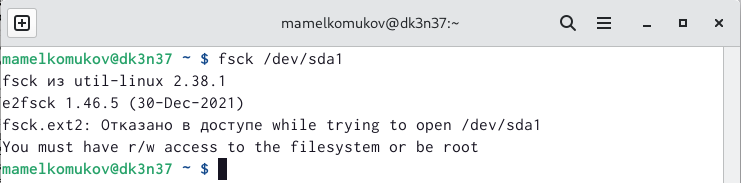 mamelkomukov@dk3n37:~
mamelkomukov@dk3n37 ~ $ fsck /dev/sda1
fsck из util-linux 2.38.1
e2fsck 1.46.5 (30-Dec-2021)
fsck.ext2: Отказано в доступе while trying to open /dev/sda1
You must have r/w access to the filesystem or be root
mamelkomukov@dk3n37 ~ $